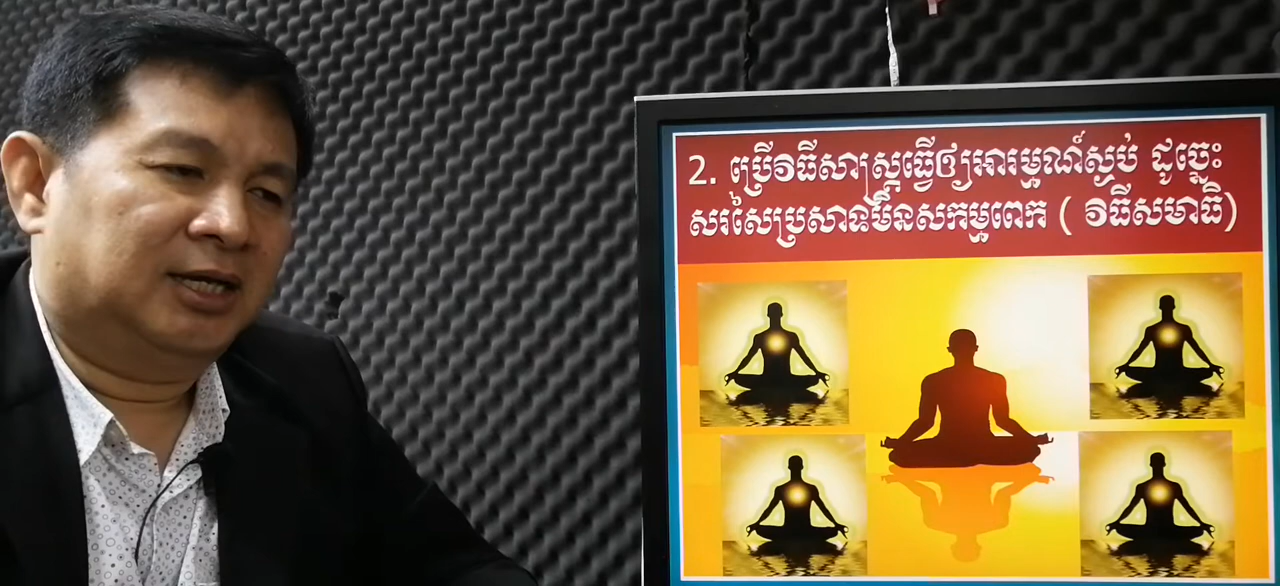 2. ប្រើវិធីសាស្ត្រធ្វើឲ្យអារម្មណ៍ស្ងប់ ដូច្នេះ
សរសៃប្រសាទមិនសកម្មពេក ( វិធីសមាធិ)